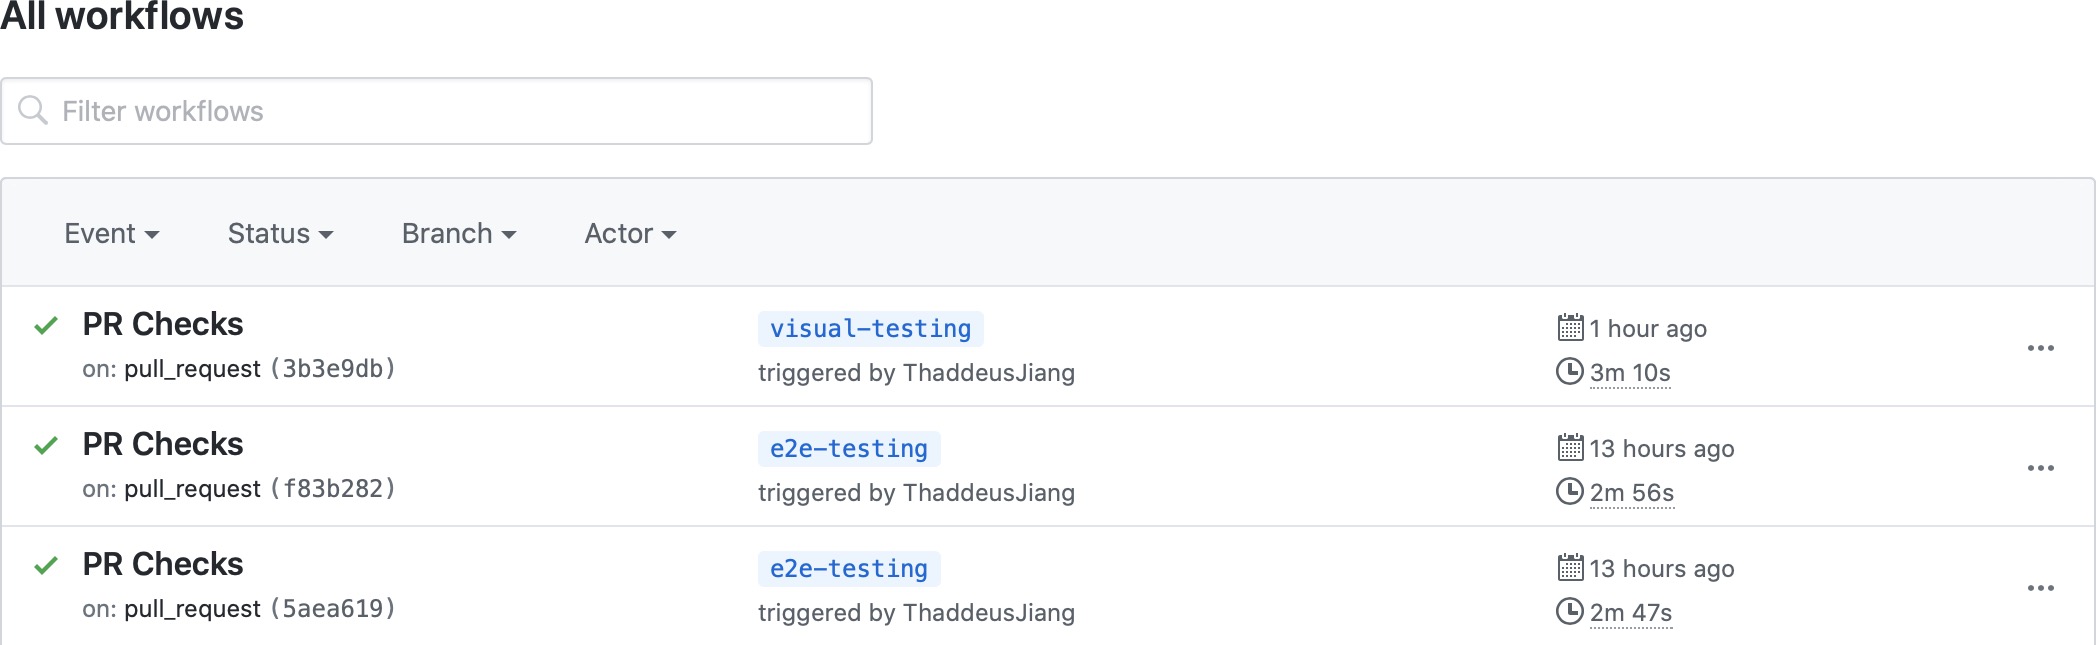 All workflows
Filter workflows
Event Status Branch Actor
PR Checks
on: pull_request (3b3e9db)
visual-testing
triggered by ThaddeusJiang
1 hour ago
3m 10s
PR Checks
on: pull_request (f83b282)
e2e-testing
triggered by ThaddeusJiang
13 hours ago
2m 56s
PR Checks
on: pull_request (5aea619)
e2e-testing
triggered by ThaddeusJiang
13 hours ago
2m 47s